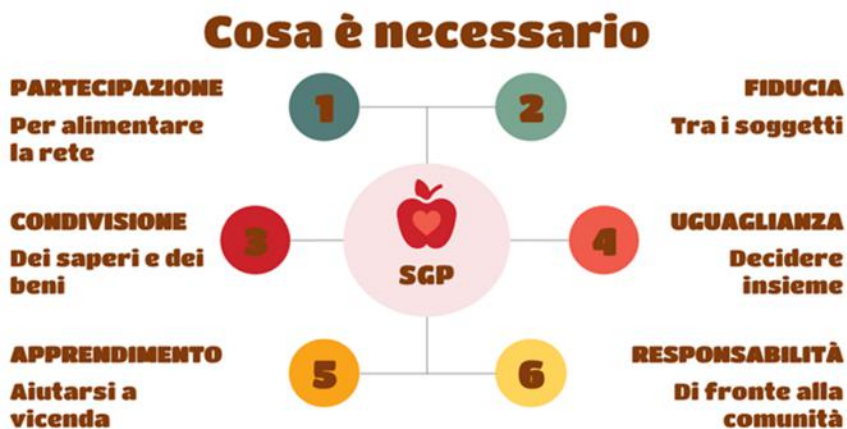 Cosa è necessario
PARTECIPAZIONE
Per alimentare
la rete
1
2
FIDUCIA
Tra i soggetti
CONDIVISIONE
Dei saperi e dei
beni
3
SGP
4
UGUAGLIANZA
Decidere
insieme
APPRENDIMENTO
Aiutarsi a
vicenda
5
6
RESPONSABILITÀ
Di fronte alla
comunità